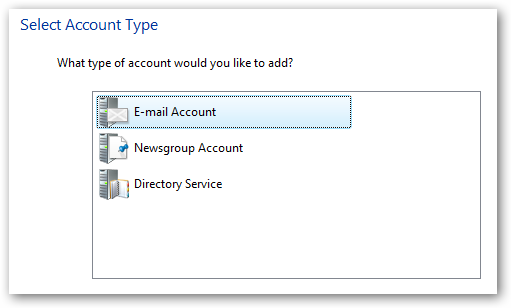 Select Account Type
What type of account would you like to add?
E-mail Account
Newsgroup Account
Directory Service